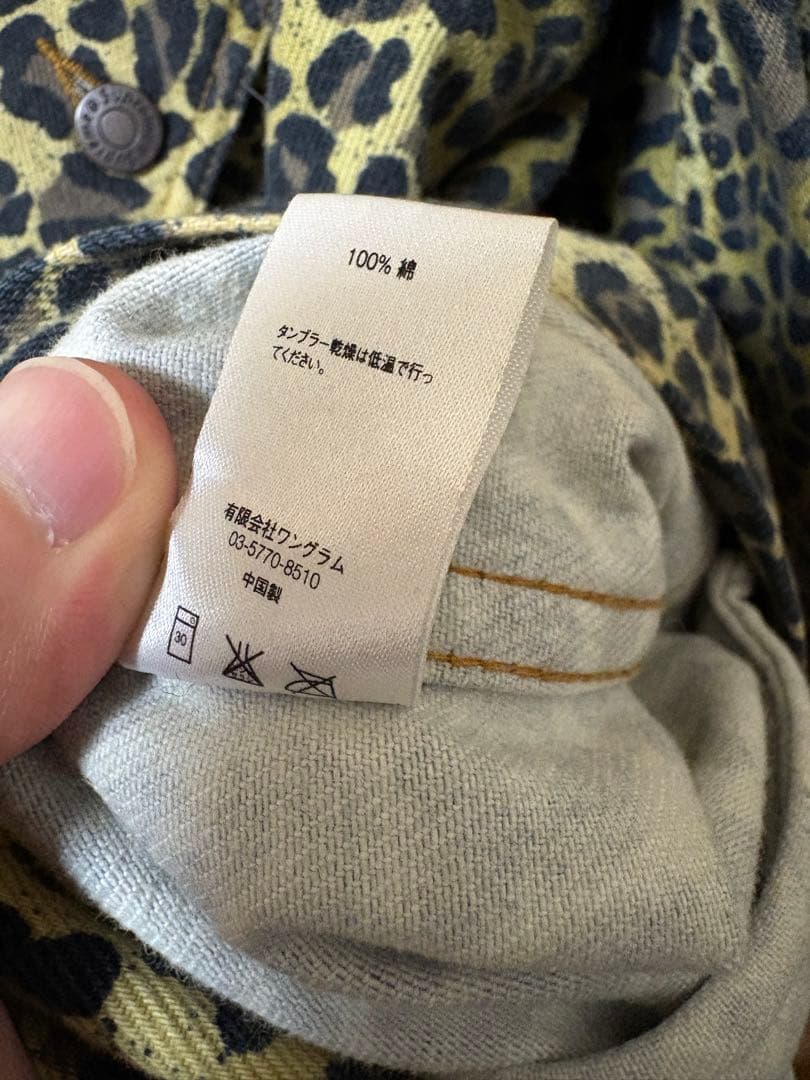 100% 綿
タンブラー乾燥は低温で行っ
てください。
有限会社ワングラム
03-5770-8510
中国製
30